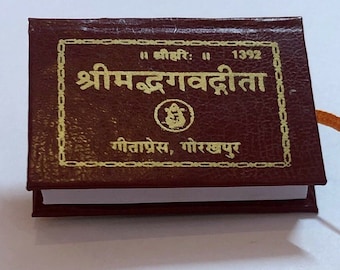 ॥ श्रीहरिः ॥ 1392
श्रीमद्भगवद्गीता
गीताप्रेस, गोरखपुर